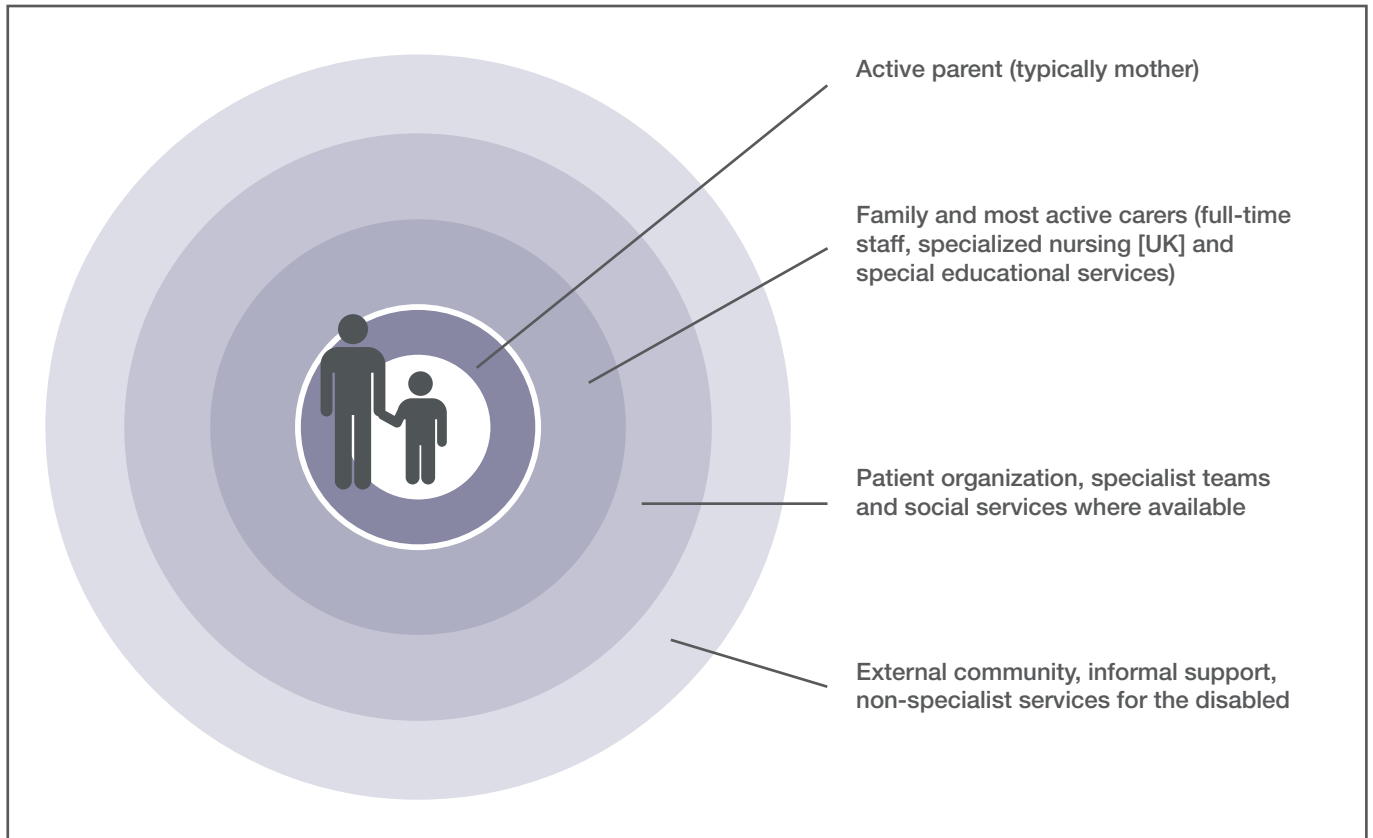 Active parent (typically mother)
Family and most active carers (full-time
staff, specialized nursing [UK] and
special educational services)
Patient organization, specialist teams
and social services where available
External community, informal support,
non-specialist services for the disabled